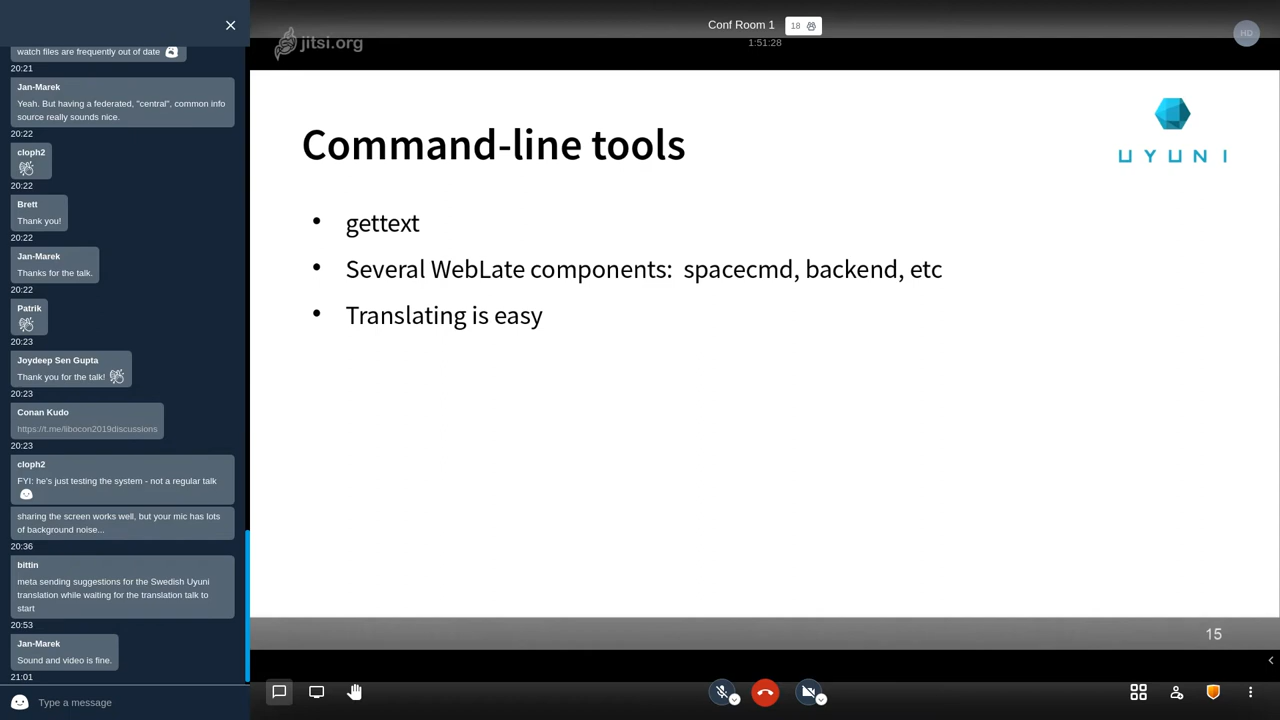 watch files are frequently out of date
20:21
Jan-Marek
Yeah. But having a federated, "central", common info
source really sounds nice.
20:22
cloph2
20:22
Brett
Thank you!
20:22
Jan-Marek
Thanks for the talk.
20:22
Patrik
20:23
Joydeep Sen Gupta
Thank you for the talk!
20:23
Conan Kudo
https://t.me/libocon2019discussions
20:23
cloph2
FYI: he's just testing the system - not a regular talk
sharing the screen works well, but your mic has lots
of background noise...
20:36
bittin
meta sending suggestions for the Swedish Uyuni
translation while waiting for the translation talk to
start
20:53
Jan-Marek
Sound and video is fine.
21:01
Type a message
jitsi.org
Conf Room 1
18
1:51:28
HD
Command-line tools
UYUNI
• gettext
• Several WebLate components:  spacecmd, backend, etc
• Translating is easy
15